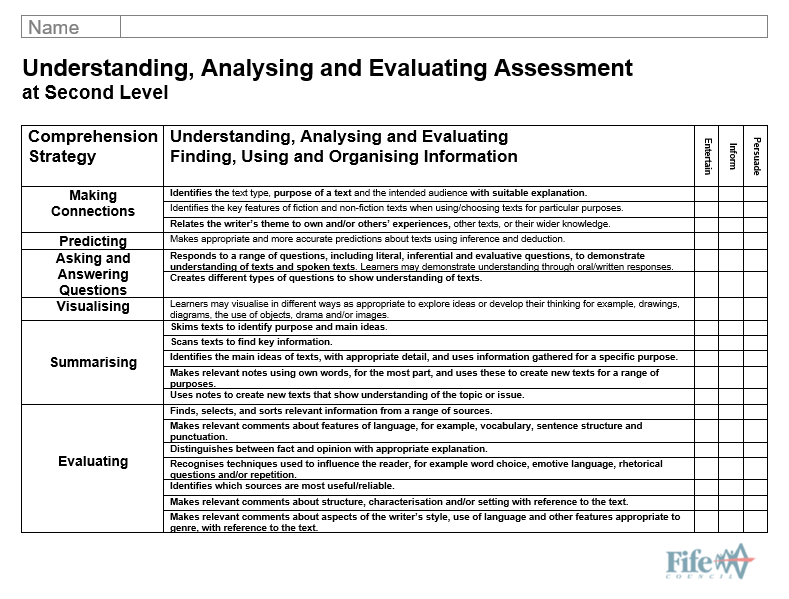 Name
Understanding, Analysing and Evaluating Assessment
at Second Level
Comprehension
Strategy
Understanding, Analysing and Evaluating
Finding, Using and Organising Information
Entertain
Inform
Persuade
Making
Connections
Identifies the text type, purpose of a text and the intended audience with suitable explanation.
Identifies the key features of fiction and non-fiction texts when using/choosing texts for particular purposes.
Relates the writer's theme to own and/or others' experiences, other texts, or their wider knowledge.
Predicting
Makes appropriate and more accurate predictions about texts using inference and deduction.
Asking and
Answering
Questions
Responds to a range of questions, including literal, inferential and evaluative questions, to demonstrate
understanding of texts and spoken texts. Learners may demonstrate understanding through oral/written responses.
Creates different types of questions to show understanding of texts.
Visualising
Learners may visualise in different ways as appropriate to explore ideas or develop their thinking for example, drawings,
diagrams, the use of objects, drama and/or images.
Summarising
Skims texts to identify purpose and main ideas.
Scans texts to find key information.
Identifies the main ideas of texts, with appropriate detail, and uses information gathered for a specific purpose.
Makes relevant notes using own words, for the most part, and uses these to create new texts for a range of
purposes.
Uses notes to create new texts that show understanding of the topic or issue.
Evaluating
Finds, selects, and sorts relevant information from a range of sources.
Makes relevant comments about features of language, for example, vocabulary, sentence structure and
punctuation.
Distinguishes between fact and opinion with appropriate explanation.
Recognises techniques used to influence the reader, for example word choice, emotive language, rhetorical
questions and/or repetition.
Identifies which sources are most useful/reliable.
Makes relevant comments about structure, characterisation and/or setting with reference to the text.
Makes relevant comments about aspects of the writer's style, use of language and other features appropriate to
genre, with reference to the text.
Fife
COUNCIL